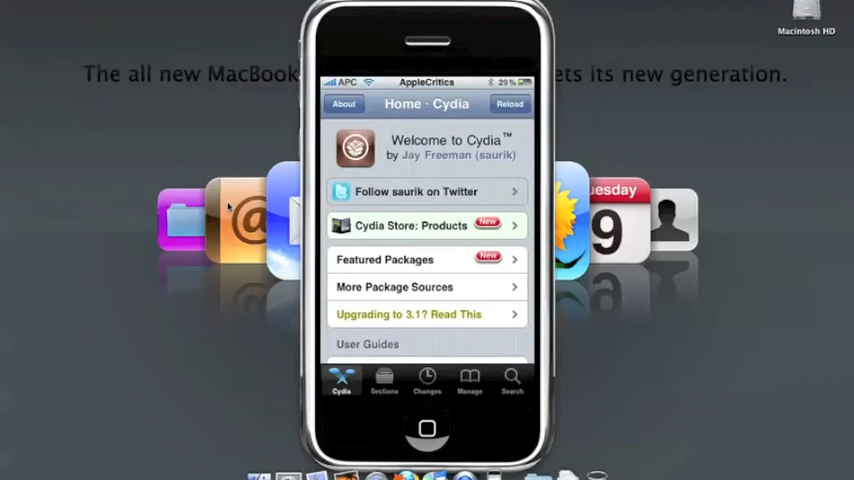 Macintosh HD
The all new MacBook
ets its new generation.
APC
AppleCritics
29%
About
Home · Cydia
Reload
Welcome to Cydia™
by Jay Freeman (saurik)
Follow saurik on Twitter
Cydia Store: Products New
Featured Packages New
More Package Sources
Upgrading to 3.1? Read This
User Guides
Cydia
Sections
Changes
Manage
Search
@
uesday
9